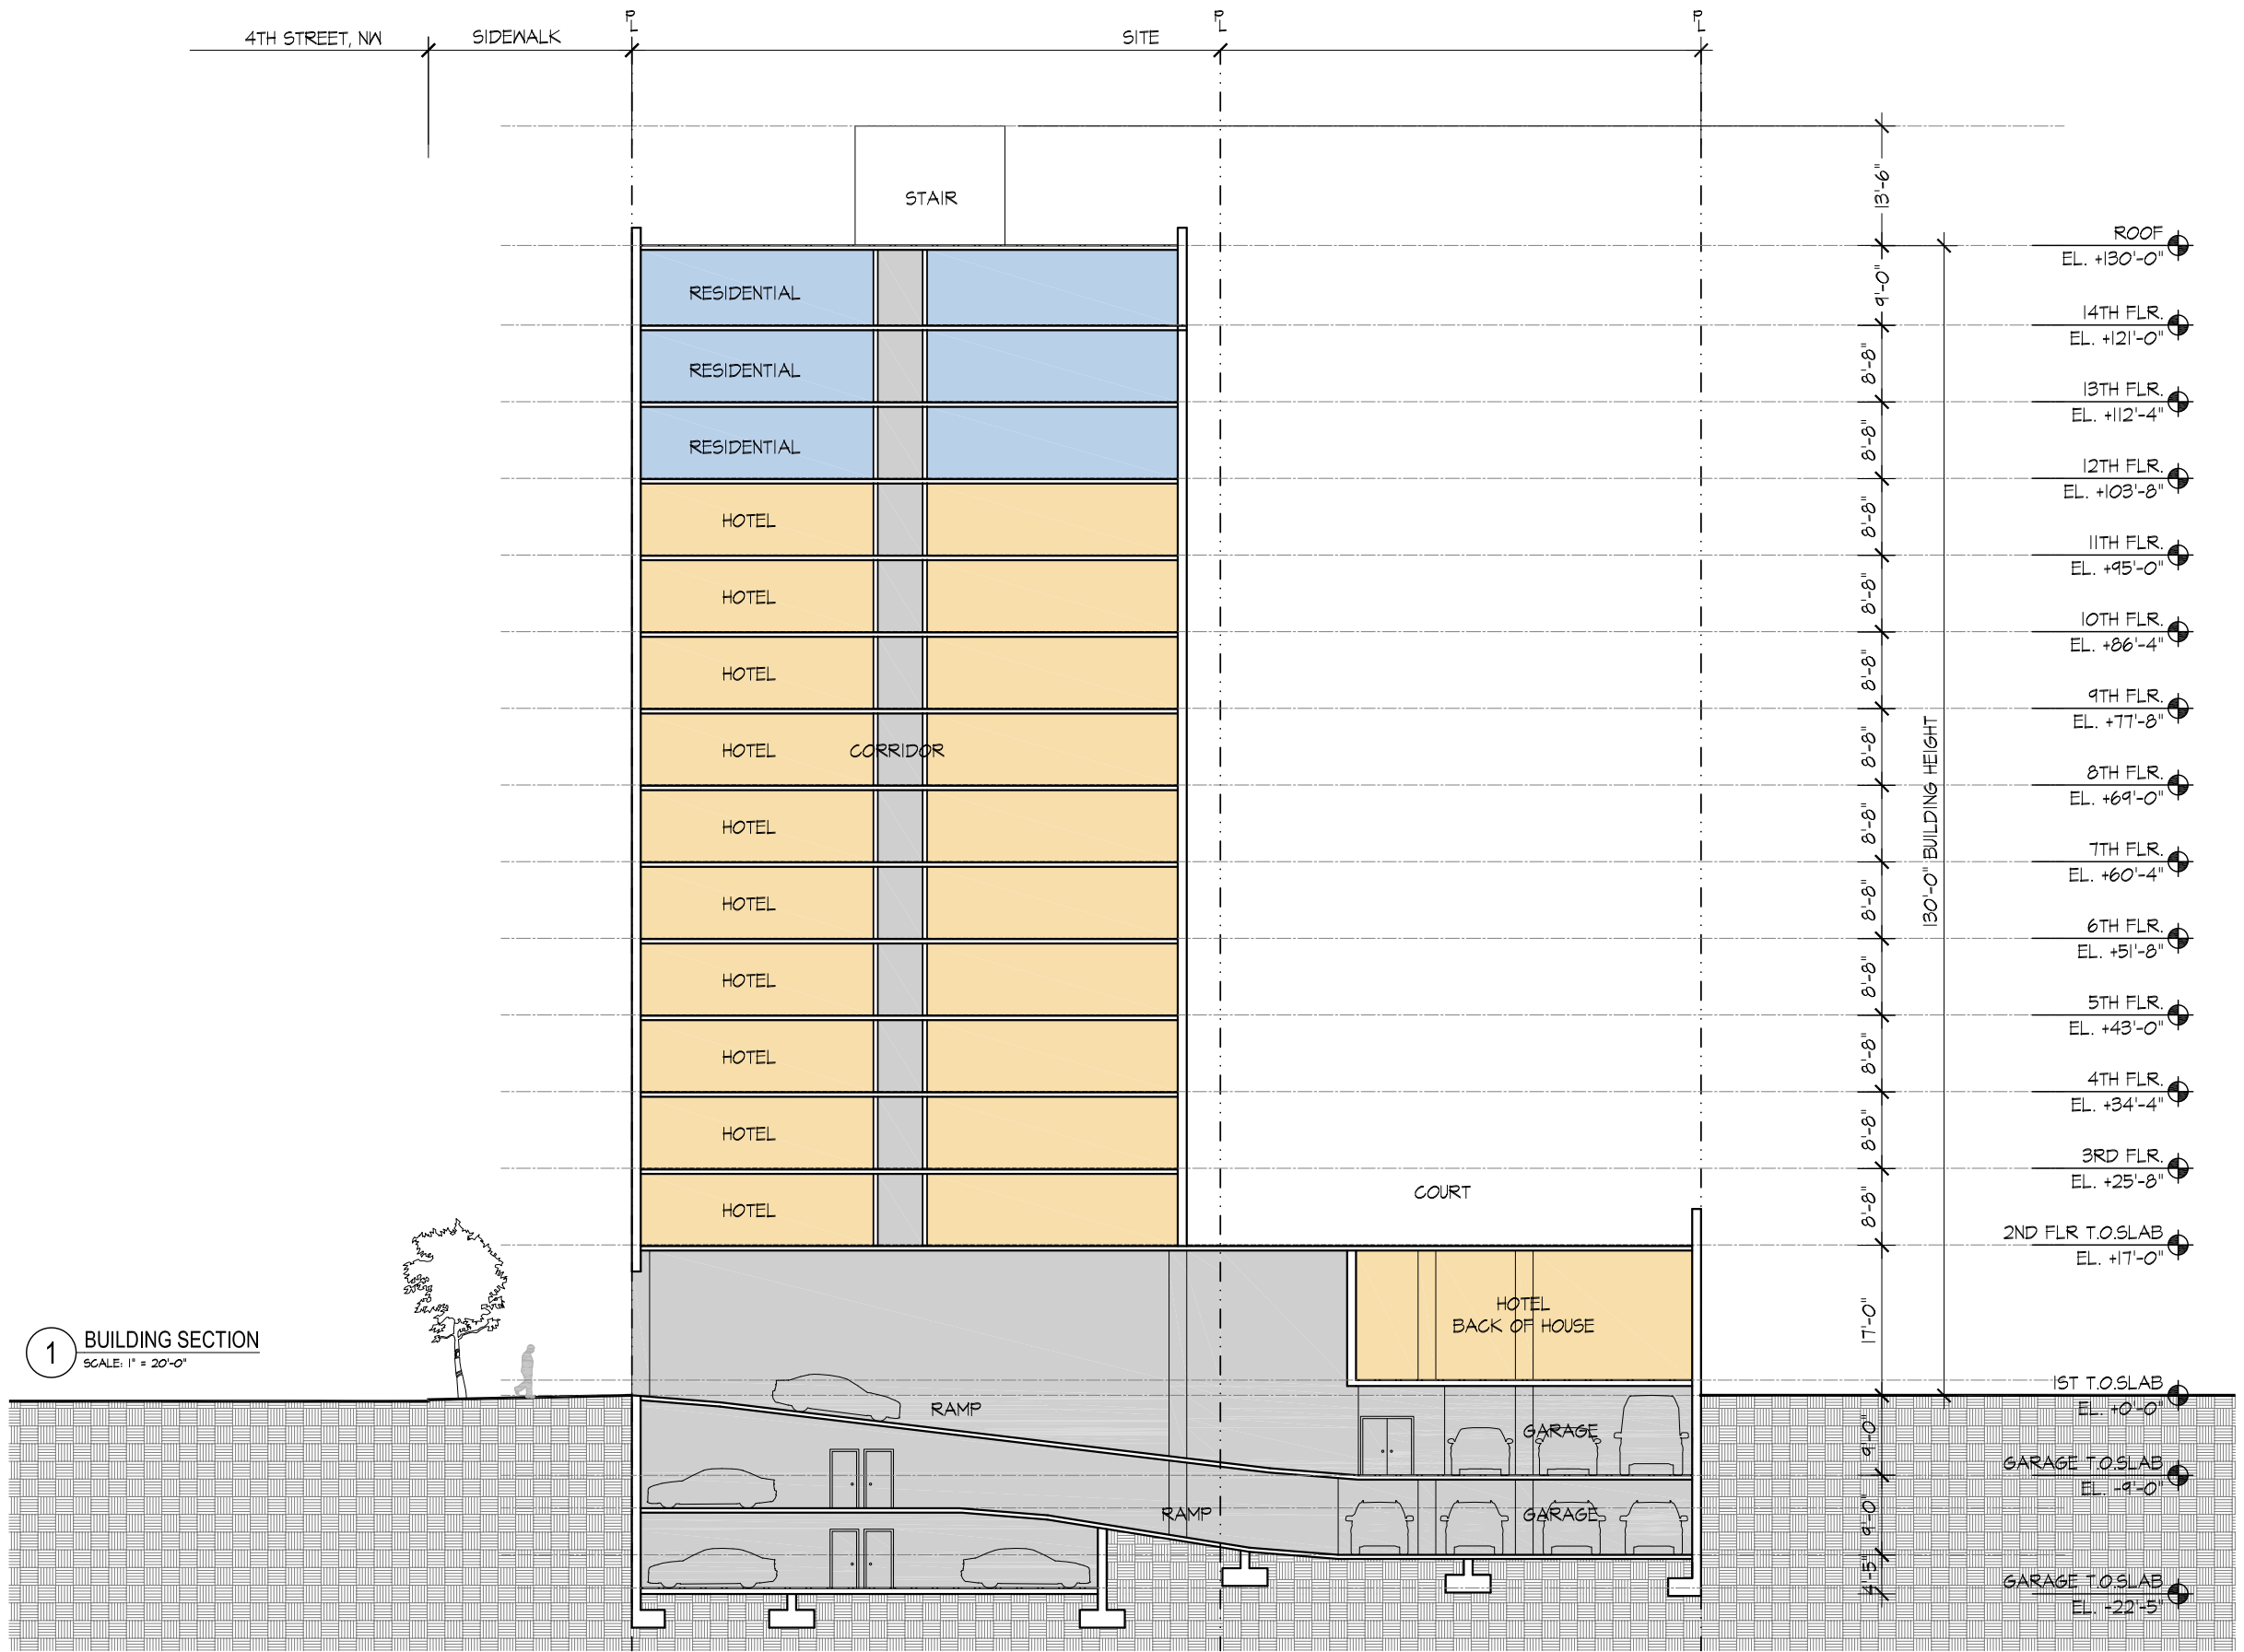 4TH STREET, NW
SIDEWALK
PL
SITE
PL
PL
STAIR
13'-6"
ROOF
EL. +130'-0"
RESIDENTIAL
9'-0"
14TH FLR.
EL. +121'-0"
RESIDENTIAL
8'-8"
13TH FLR.
EL. +112'-4"
RESIDENTIAL
8'-8"
12TH FLR.
EL. +103'-8"
HOTEL
8'-8"
11TH FLR.
EL. +95'-0"
HOTEL
8'-8"
10TH FLR.
EL. +86'-4"
HOTEL
8'-8"
9TH FLR.
EL. +77'-8"
HOTEL
CORRIDOR
8'-8"
130'-0" BUILDING HEIGHT
8TH FLR.
EL. +69'-0"
HOTEL
8'-8"
7TH FLR.
EL. +60'-4"
HOTEL
8'-8"
6TH FLR.
EL. +51'-8"
HOTEL
8'-8"
5TH FLR.
EL. +43'-0"
HOTEL
8'-8"
4TH FLR.
EL. +34'-4"
HOTEL
8'-8"
3RD FLR.
EL. +25'-8"
HOTEL
COURT
8'-8"
2ND FLR T.O.SLAB
EL. +17'-0"
HOTEL
BACK OF HOUSE
17'-0"
1
BUILDING SECTION
SCALE: 1" = 20'-0"
1ST T.O.SLAB
EL. +0'-0"
RAMP
GARAGE
9'-0"
GARAGE T.O.SLAB
EL. -9'-0"
RAMP
GARAGE
9'-0"
4'-5"
GARAGE T.O.SLAB
EL. -22'-5"